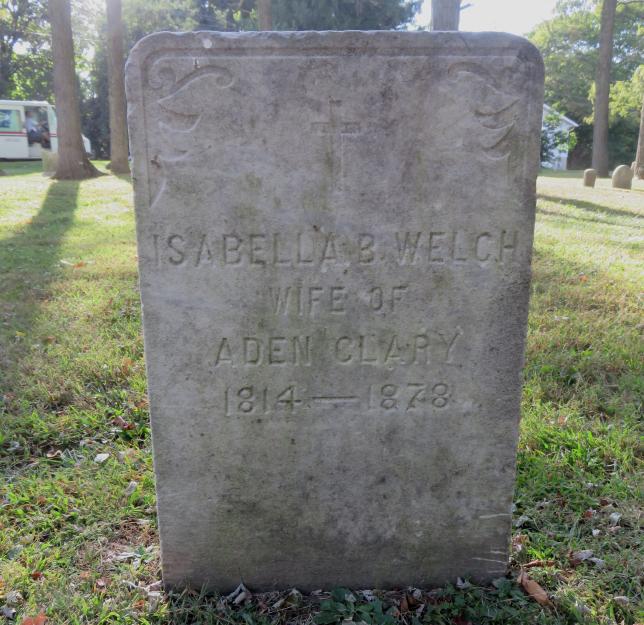 ISABELLA B. WELCH
WIFE OF
ADEN CLARY
1814 — 1878